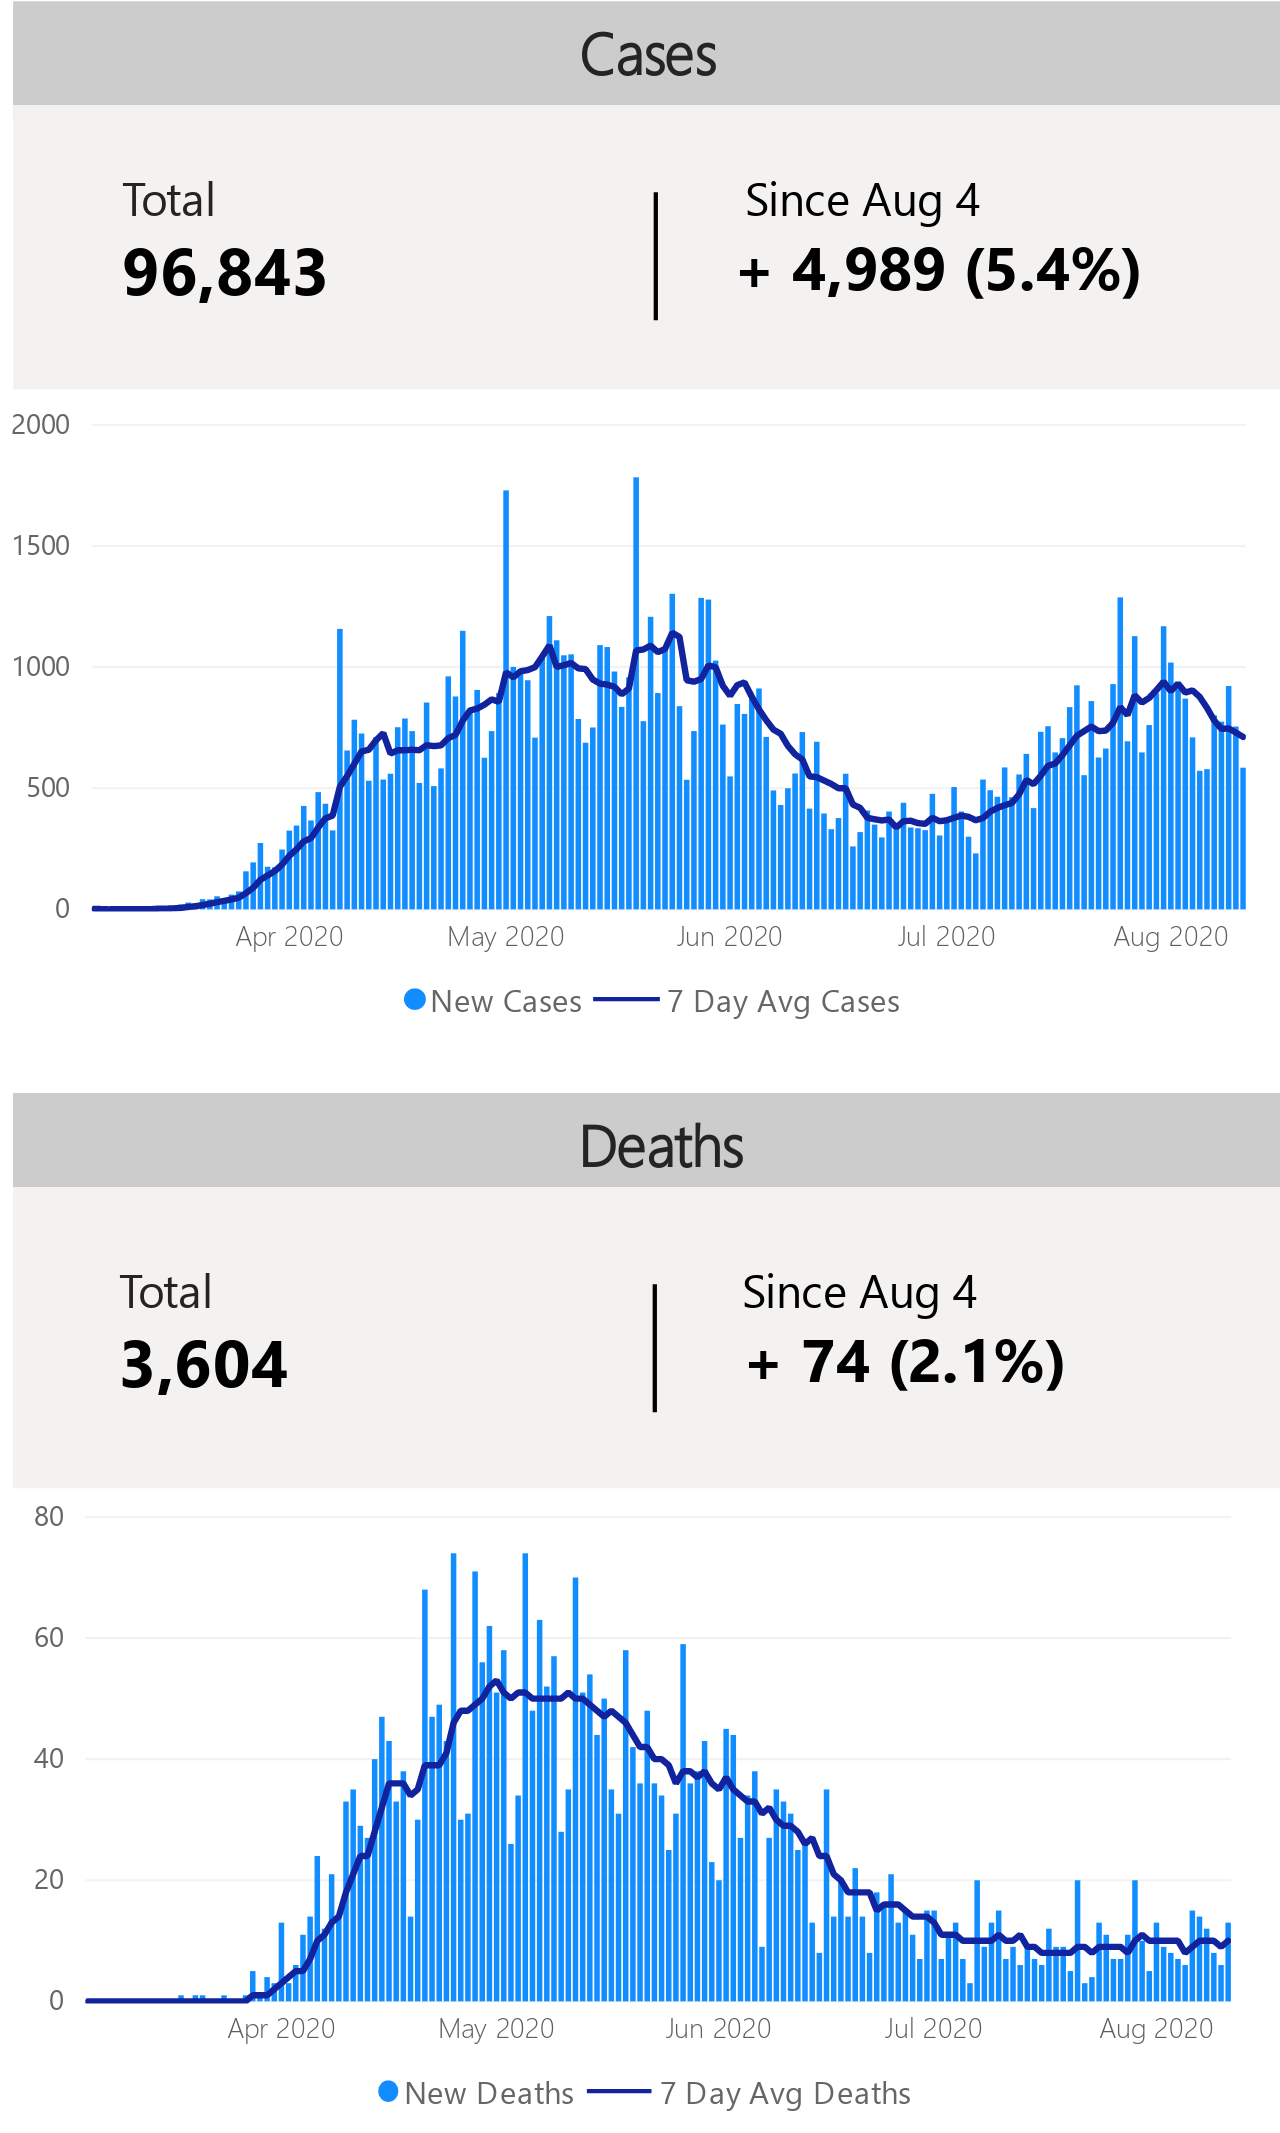 Cases
Total
Since Aug 4
96,843
+ 4,989 (5.4%)
2000
1500
1000
500
0
Apr 2020
May 2020
Jun 2020
Jul 2020
Aug 2020
New Cases
7 Day Avg Cases
Deaths
Total
Since Aug 4
3,604
+ 74 (2.1%)
80
60
40
20
0
Apr 2020
May 2020
Jun 2020
Jul 2020
Aug 2020
New Deaths
7 Day Avg Deaths